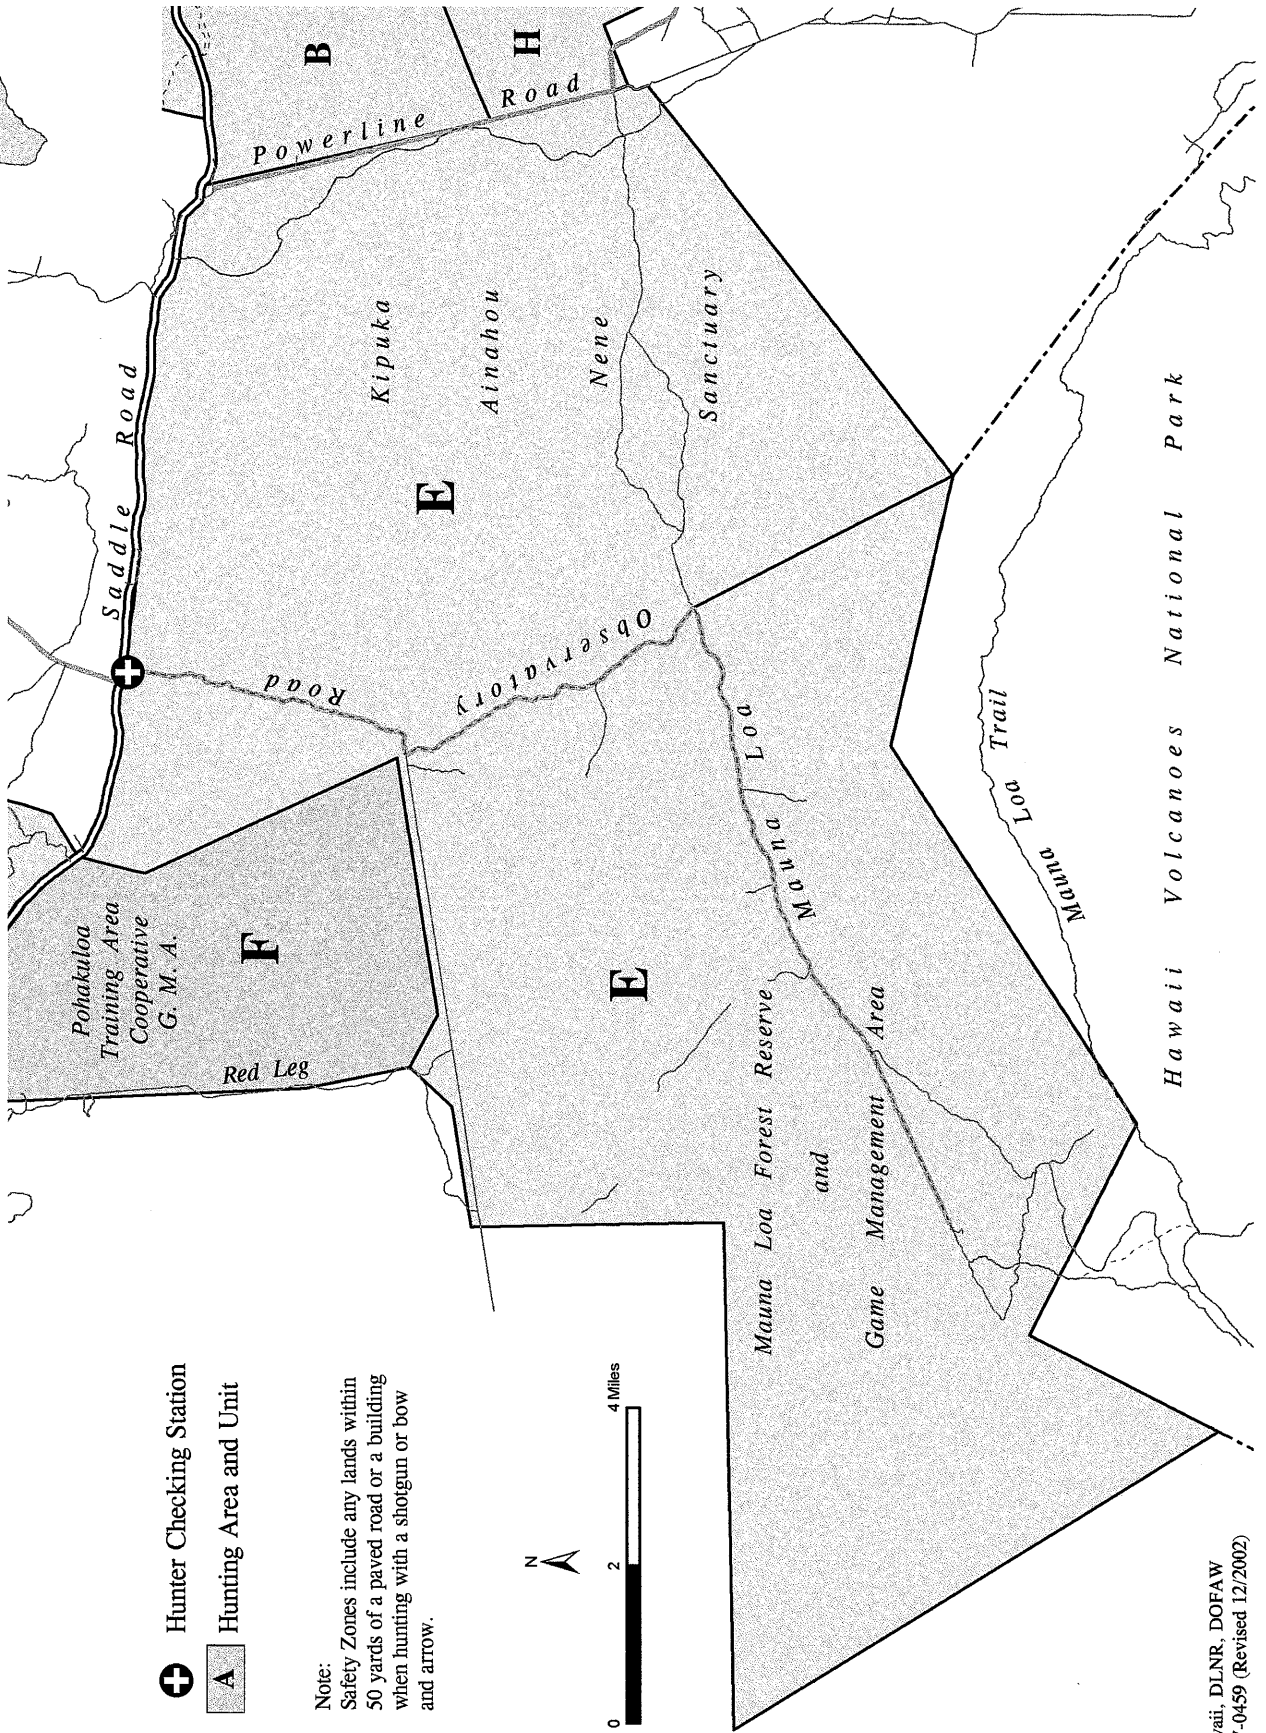 Hunter Checking Station
A
Hunting Area and Unit
Note:
Safety Zones include any lands within
50 yards of a paved road or a building
when hunting with a shotgun or bow
and arrow.
N
0
2
4 Miles
Pohakuloa
Training Area
Cooperative
G. M. A.
F
Red Leg
Saddle Road
B
H
Powerline Road
Kipuka
Ainahou
Nene
Sanctuary
E
Observatory Road
Mauna Loa
E
Mauna Loa Forest Reserve
and
Game Management Area
Mauna Loa Trail
Hawaii Volcanoes National Park
DLNR, DOFAW
-0459 (Revised 12/2002)